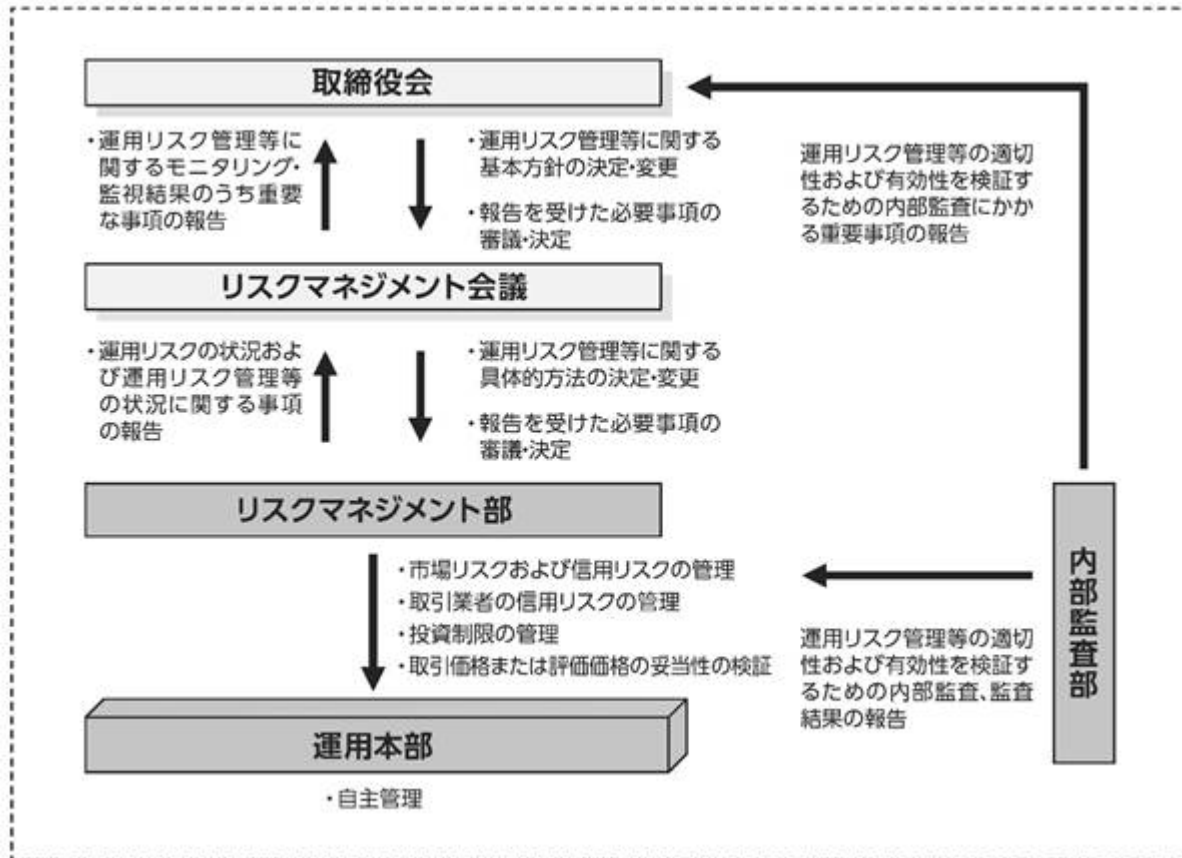 取締役会
・運用リスク管理等に
関するモニタリング・
監視結果のうち重要
な事項の報告
・運用リスク管理等に関する
基本方針の決定・変更
・報告を受けた必要事項の
審議・決定
運用リスク管理等の適切
性および有効性を検証す
るための内部監査にかか
る重要事項の報告
リスクマネジメント会議
・運用リスクの状況およ
び運用リスク管理等
の状況に関する事項
の報告
・運用リスク管理等に関する
具体的方法の決定・変更
・報告を受けた必要事項の
審議・決定
リスクマネジメント部
・市場リスクおよび信用リスクの管理
・取引業者の信用リスクの管理
・投資制限の管理
・取引価格または評価価格の妥当性の検証
運用リスク管理等の適切
性および有効性を検証す
るための内部監査、監査
結果の報告
内部監査部
運用本部
・自主管理